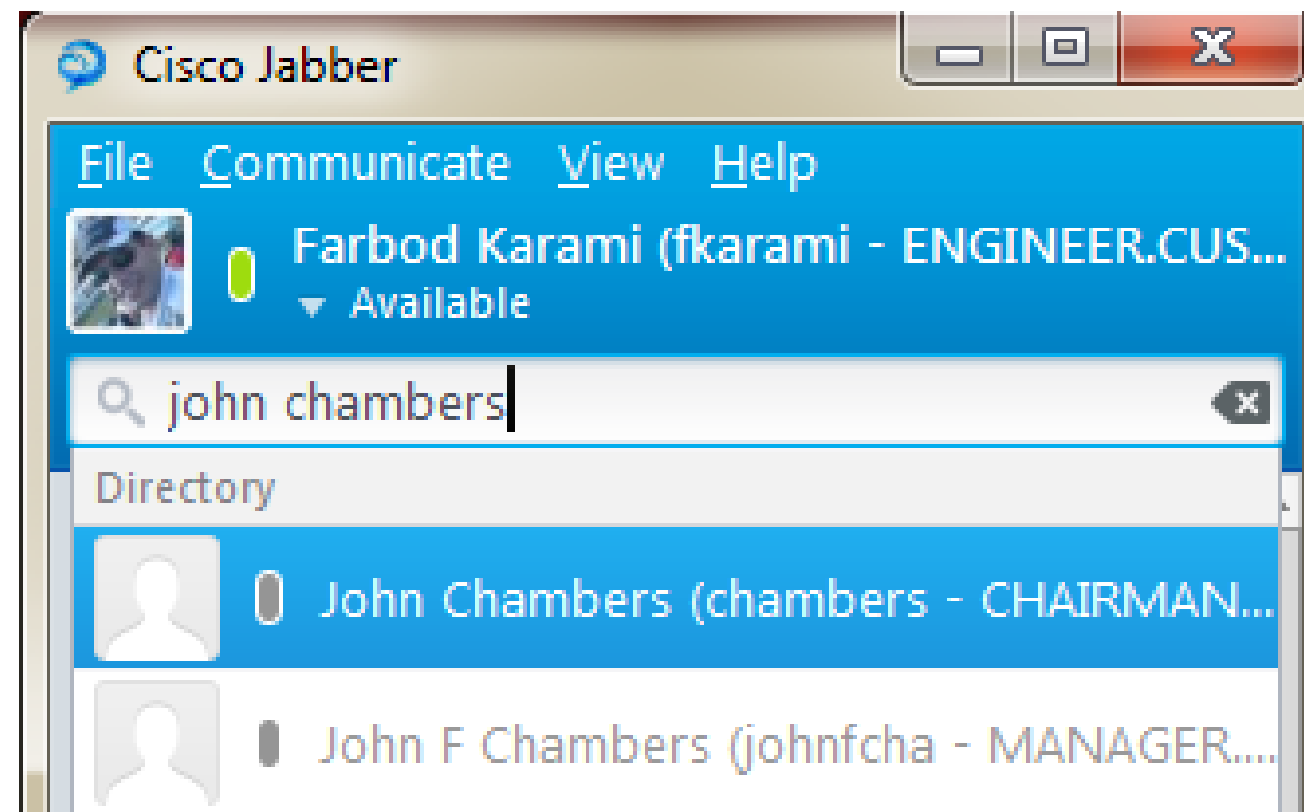 Cisco Jabber
File Communicate View Help
Farbod Karami (fkarami - ENGINEER.CUS...
Available
john chambers
Directory
John Chambers (chambers - CHAIRMAN...
John F Chambers (johnfcha - MANAGER....